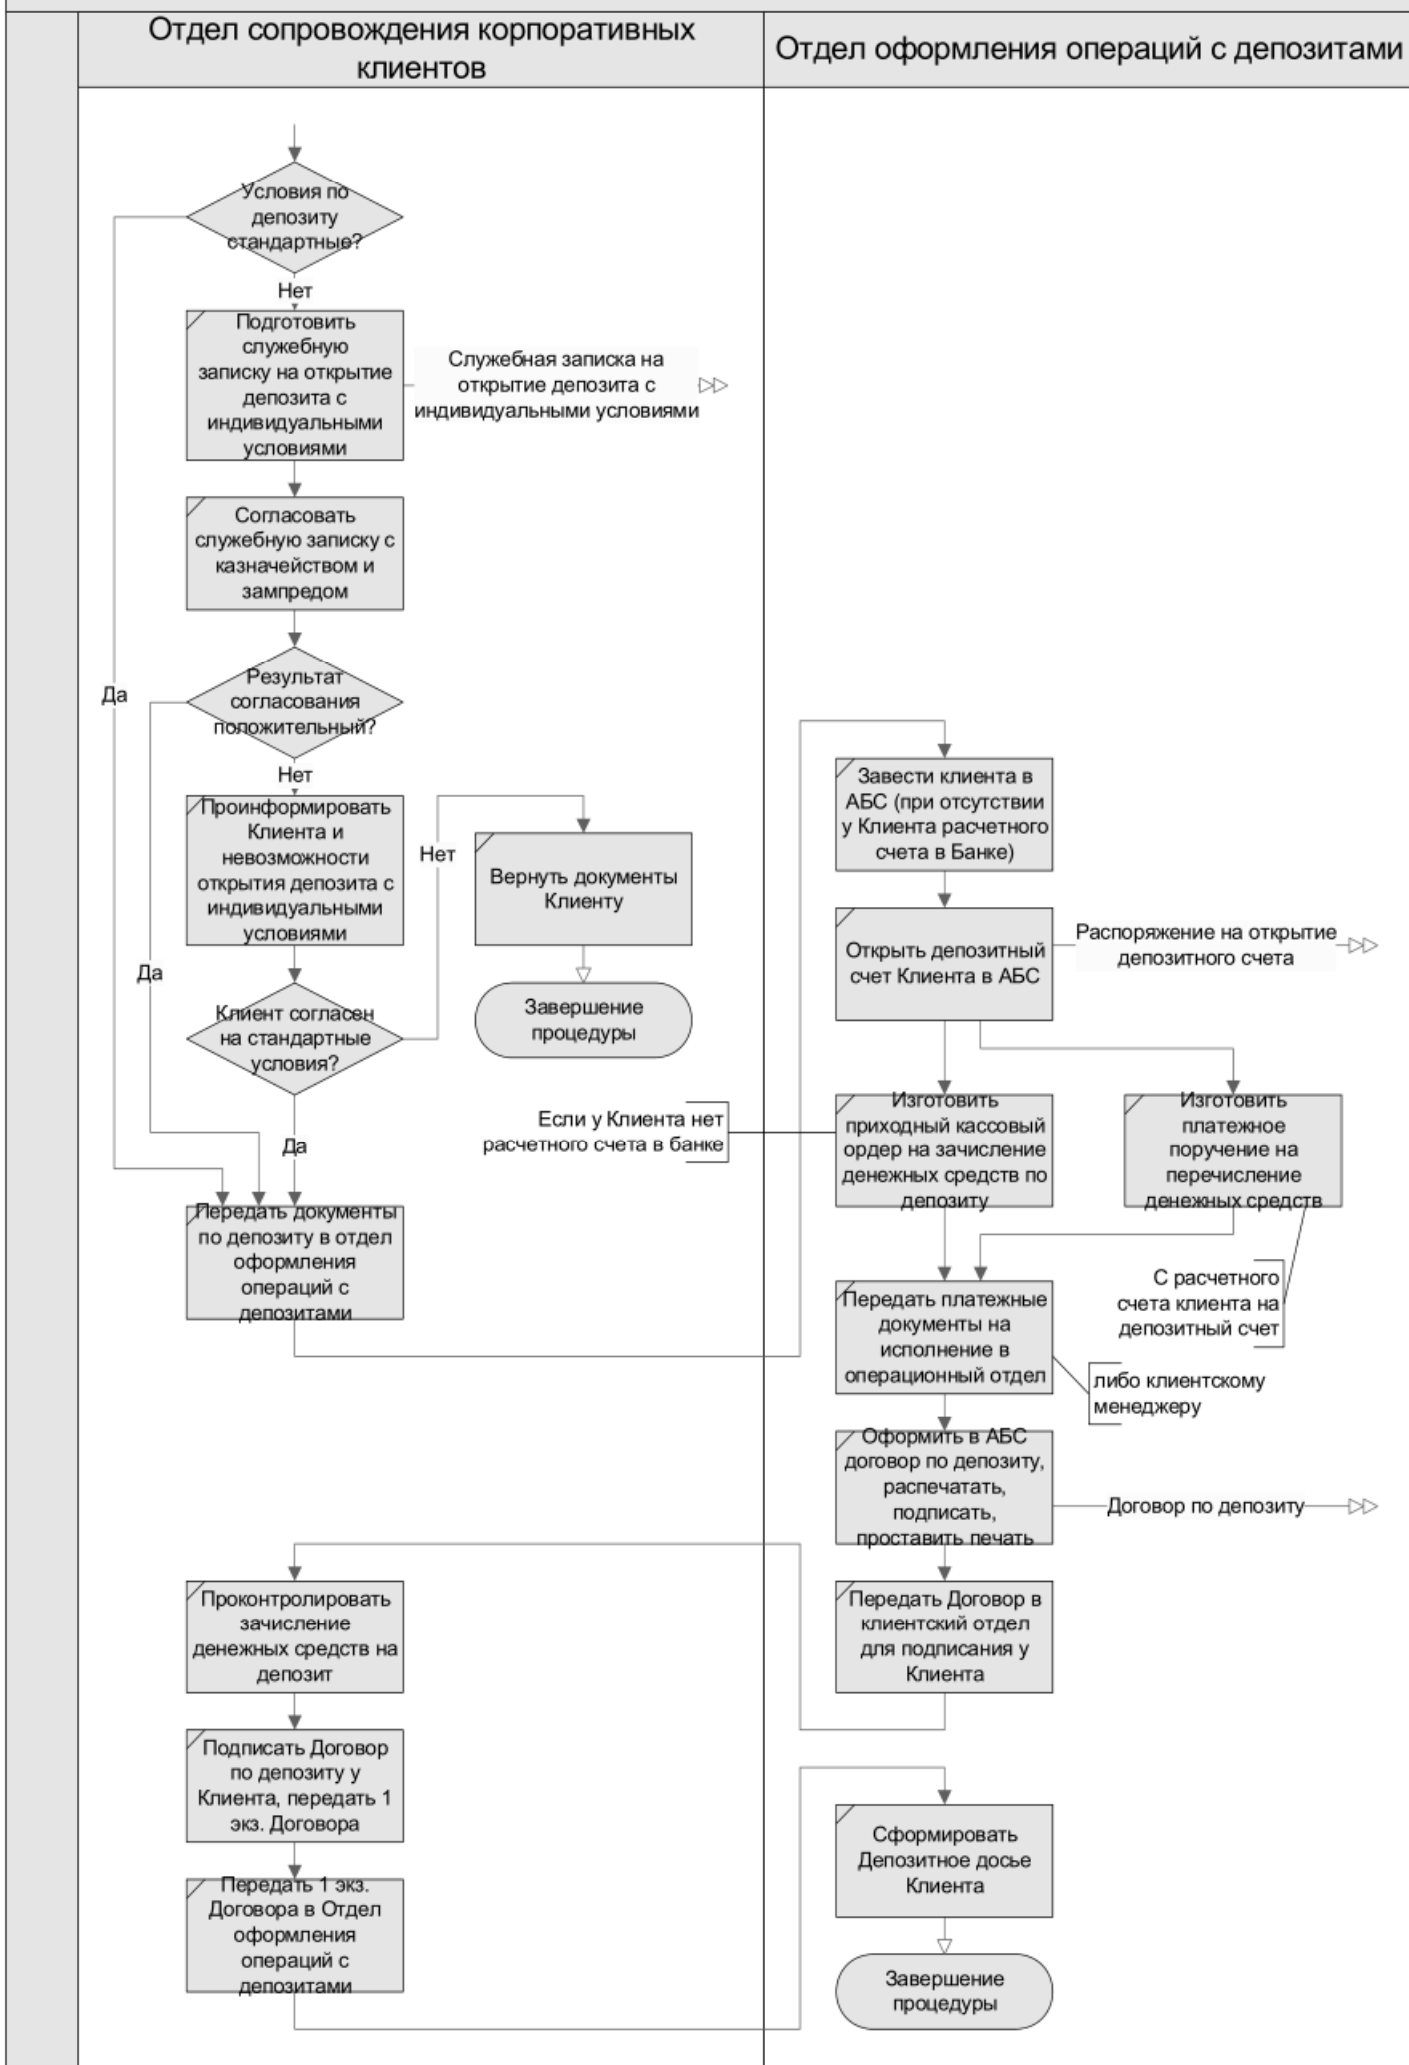 Отдел сопровождения корпоративных
клиентов
Отдел оформления операций с депозитами
Условия по
депозиту
стандартные?
Нет
Подготовить
служебную
записку на открытие
депозита с
индивидуальными
условиями
Служебная записка на
открытие депозита с
индивидуальными условиями
Согласовать
служебную записку с
казначейством и
зампредом
Да
Результат
согласования
положительный?
Нет
Проинформировать
Клиента и
невозможности
открытия депозита с
индивидуальными
условиями
Нет
Вернуть документы
Клиенту
Завершение
процедуры
Да
Клиент согласен
на стандартные
условия?
Да
Передать документы
по депозиту в отдел
оформления
операций с
депозитами
Завести клиента в
АБС (при отсутствии
у Клиента расчетного
счета в Банке)
Открыть депозитный
счет Клиента в АБС
Распоряжение на открытие
депозитного счета
Если у Клиента нет
расчетного счета в банке
Изготовить
приходный кассовый
ордер на зачисление
денежных средств по
депозиту
Изготовить
платежное
поручение на
перечисление
денежных средств
С расчетного
счета клиента на
депозитный счет
Передать платежные
документы на
исполнение в
операционный отдел
либо клиентскому
менеджеру
Оформить в АБС
договор по депозиту,
распечатать,
подписать,
проставить печать
Договор по депозиту
Передать Договор в
клиентский отдел
для подписания у
Клиента
Проконтролировать
зачисление
денежных средств на
депозит
Подписать Договор
по депозиту у
Клиента, передать 1
экз. Договора
Передать 1 экз.
Договора в Отдел
оформления
операций с
депозитами
Сформировать
Депозитное досье
Клиента
Завершение
процедуры